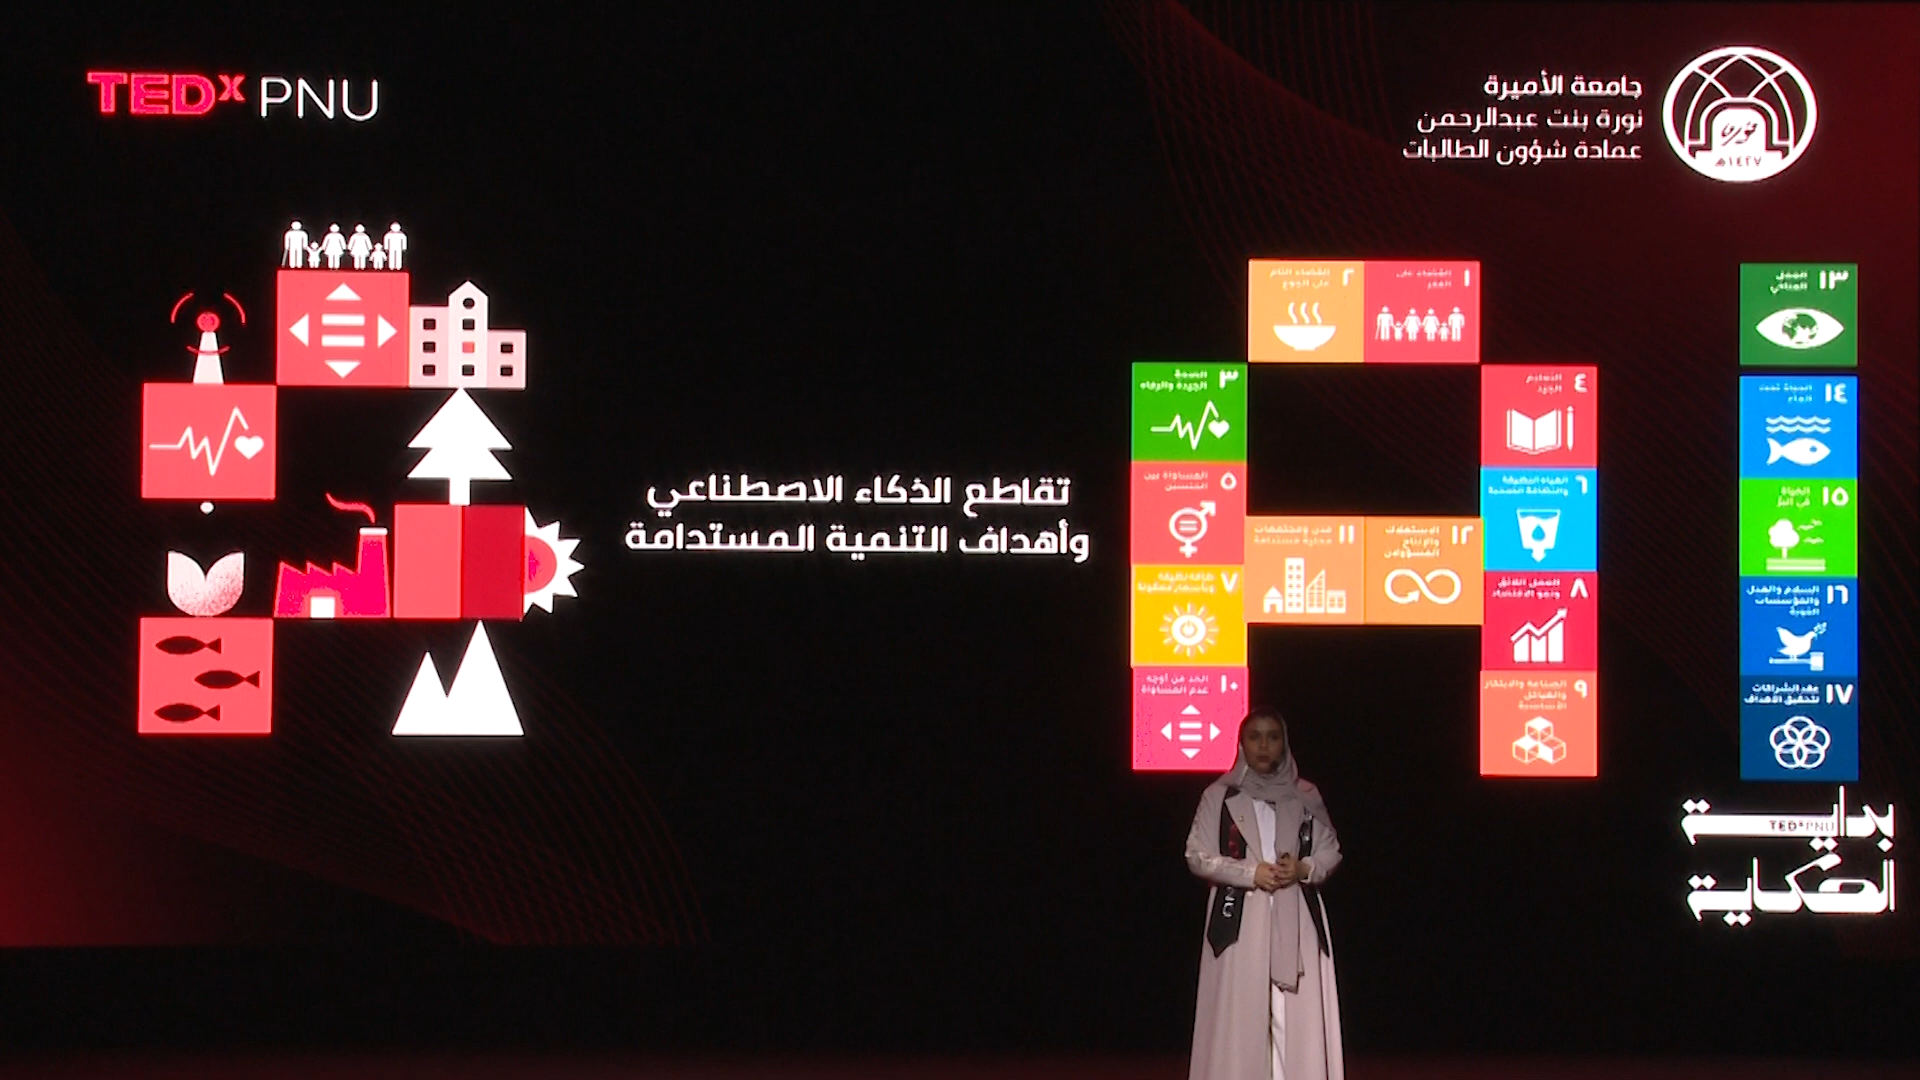 TEDx PNU
جامعة الأميرة
نورة بنت عبدالرحمن
عمادة شؤون الطالبات
نورة
١٤٢٧هـ
تقاطع الذكاء الاصطناعي
وأهداف التنمية المستدامة
١ القضاء على
الفقر
٢ القضاء التام
على الجوع
٣ الصحة
الجيدة والرفاه
٤ التعليم
الجيد
٥ المساواة بين
الجنسين
٦ المياه النظيفة
والنظافة الصحية
٧ طاقة نظيفة
وبأسعار معقولة
٨ العمل اللائق
ونمو الاقتصاد
٩ الصناعة والابتكار
والهياكل
الأساسية
١٠ الحد من أوجه
عدم المساواة
١١ مدن ومجتمعات
محلية مستدامة
١٢ الاستهلاك
والإنتاج
المسؤولان
١٣ العمل
المناخي
١٤ الحياة تحت
الماء
١٥ الحياة
في البر
١٦ السلام والعدل
والمؤسسات
القوية
١٧ عقد الشراكات
لتحقيق الأهداف
بداية
TEDxPNU
الحكاية
NU